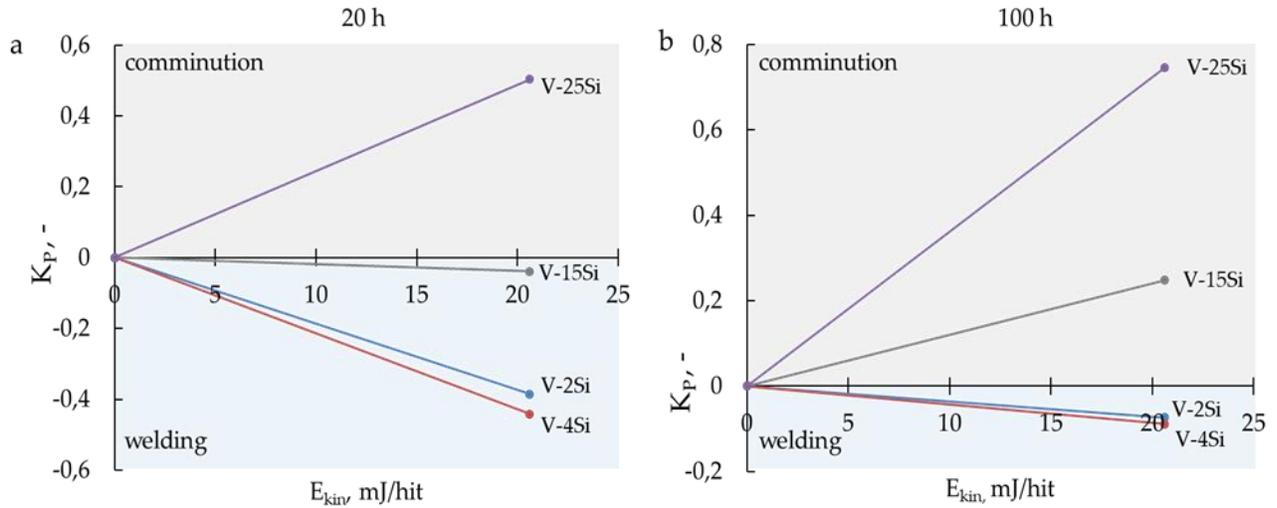 20 h
a
0,6
0,4
0,2
0
-0,2
-0,4
-0,6
K_P, -
comminution
welding
V-25Si
V-15Si
V-2Si
V-4Si
0 5 10 15 20 25
E_kin, mJ/hit
100 h
b
0,8
0,6
0,4
0,2
0
-0,2
K_P, -
comminution
welding
V-25Si
V-15Si
V-2Si
V-4Si
0 5 10 15 20 25
E_kin, mJ/hit